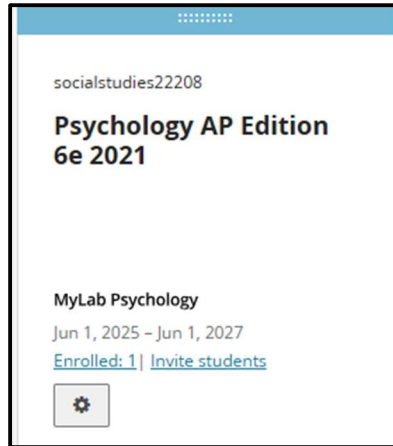 socialstudies22208
Psychology AP Edition
6e 2021
MyLab Psychology
Jun 1, 2025 – Jun 1, 2027
Enrolled: 1| Invite students